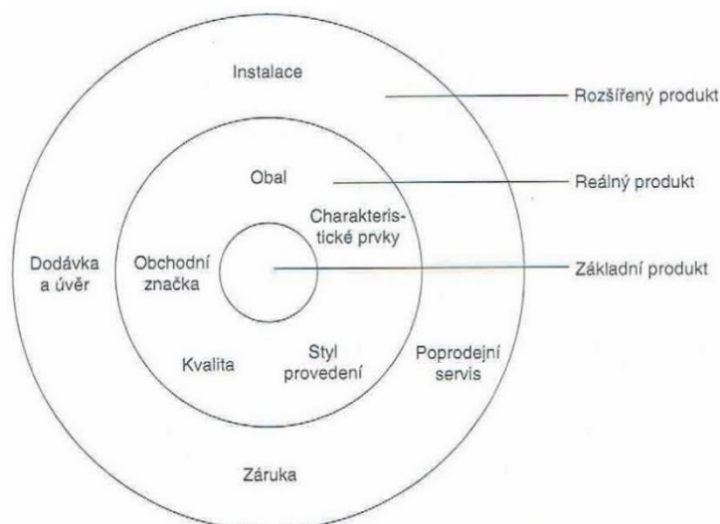 Instalace
Rozšířený produkt
Obal
Reálný produkt
Charakteris-
tické prvky
Dodávka
a úvěr
Obchodní
značka
Základní produkt
Kvalita
Styl
provedení
Poprodejní
servis
Záruka